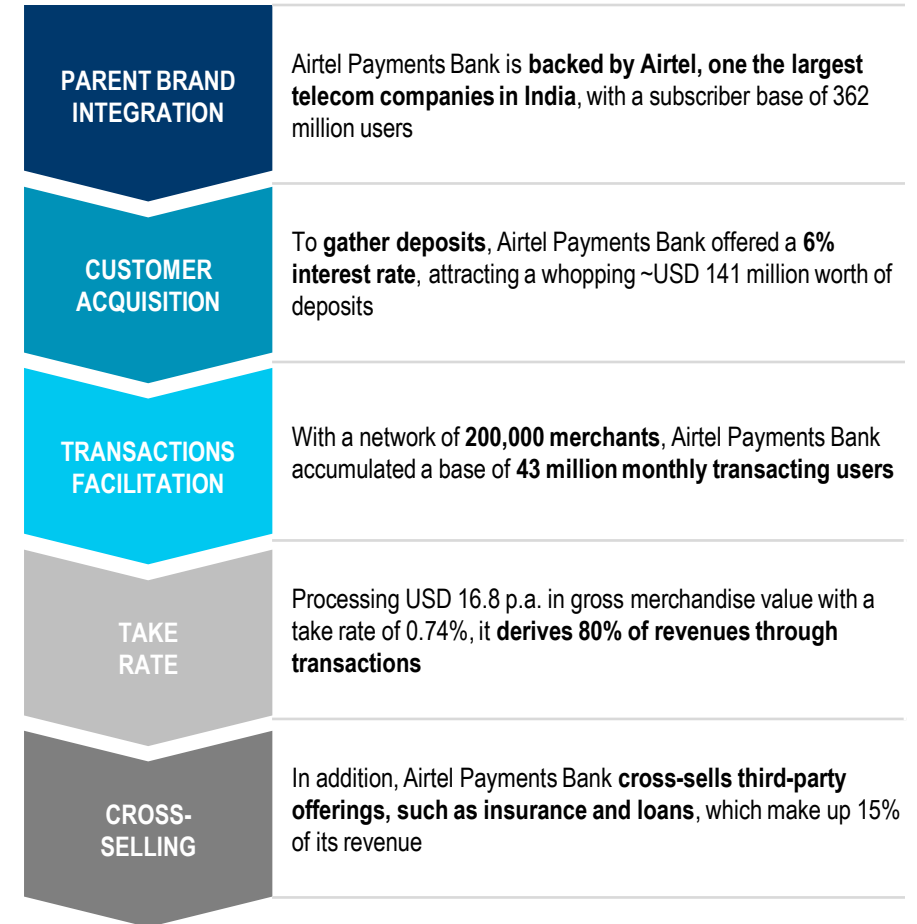 PARENT BRAND
INTEGRATION
Airtel Payments Bank is backed by Airtel, one the largest
telecom companies in India, with a subscriber base of 362
million users
CUSTOMER
ACQUISITION
To gather deposits, Airtel Payments Bank offered a 6%
interest rate, attracting a whopping ~USD 141 million worth of
deposits
TRANSACTIONS
FACILITATION
With a network of 200,000 merchants, Airtel Payments Bank
accumulated a base of 43 million monthly transacting users
TAKE
RATE
Processing USD 16.8 p.a. in gross merchandise value with a
take rate of 0.74%, it derives 80% of revenues through
transactions
CROSS-
SELLING
In addition, Airtel Payments Bank cross-sells third-party
offerings, such as insurance and loans, which make up 15%
of its revenue